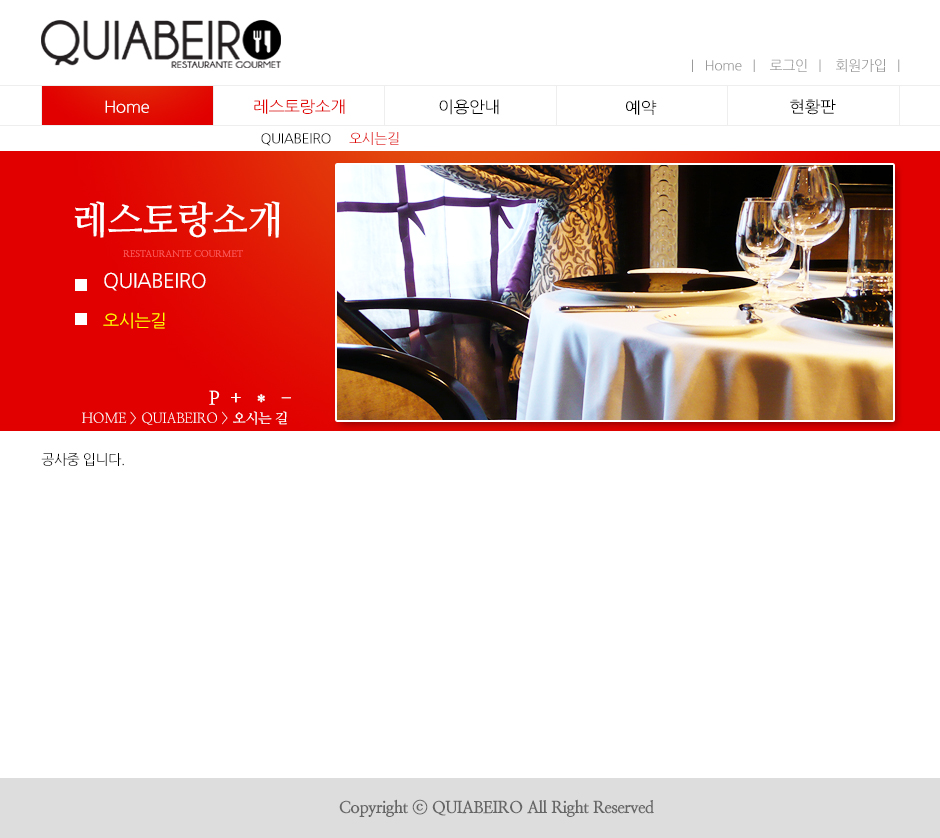 QUIABEIRO
RESTAURANTE GOURMET
| Home | 로그인 | 회원가입 |
Home 레스토랑소개 이용안내 예약 현황판
QUIABEIRO 오시는길
레스토랑소개
RESTAURANTE GOURMET
QUIABEIRO
오시는길
P + * −
HOME > QUIABEIRO > 오시는 길
공사중 입니다.
Copyright ⓒ QUIABEIRO All Right Reserved